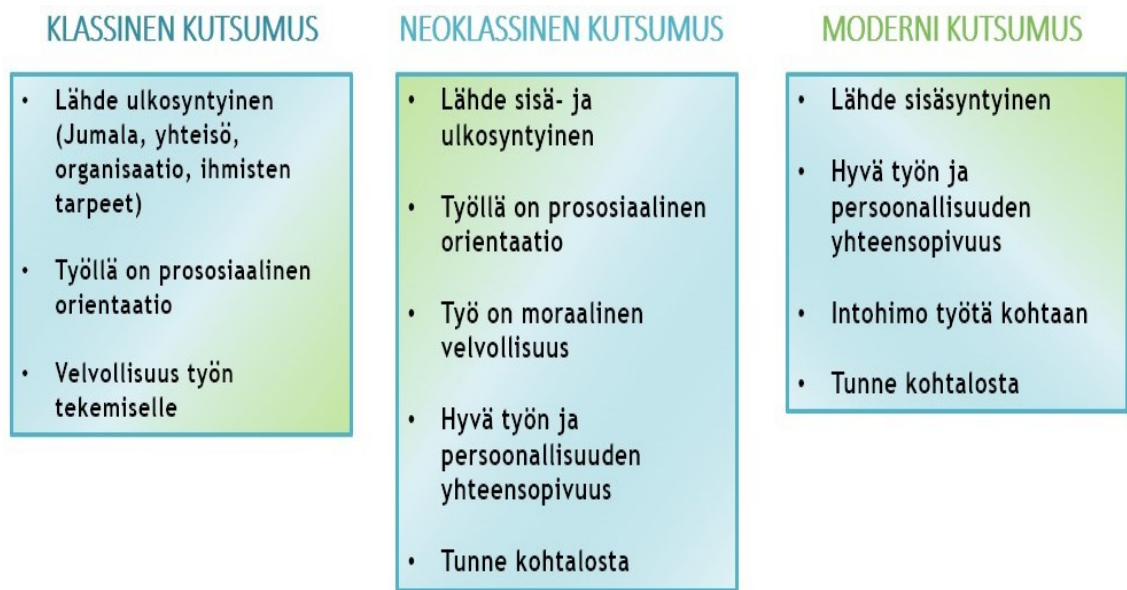 KLASSINEN KUTSUMUS
• Lähde ulkosyntyinen
(Jumala, yhteisö,
organisaatio, ihmisten
tarpeet)
• Työllä on prososiaalinen
orientaatio
• Velvollisuus työn
tekemiselle
NEOKLASSINEN KUTSUMUS
• Lähde sisä- ja
ulkosyntyinen
• Työllä on prososiaalinen
orientaatio
• Työ on moraalinen
velvollisuus
• Hyvä työn ja
persoonallisuuden
yhteensopivuus
• Tunne kohtalosta
MODERNI KUTSUMUS
• Lähde sisäsyntyinen
• Hyvä työn ja
persoonallisuuden
yhteensopivuus
• Intohimo työtä kohtaan
• Tunne kohtalosta